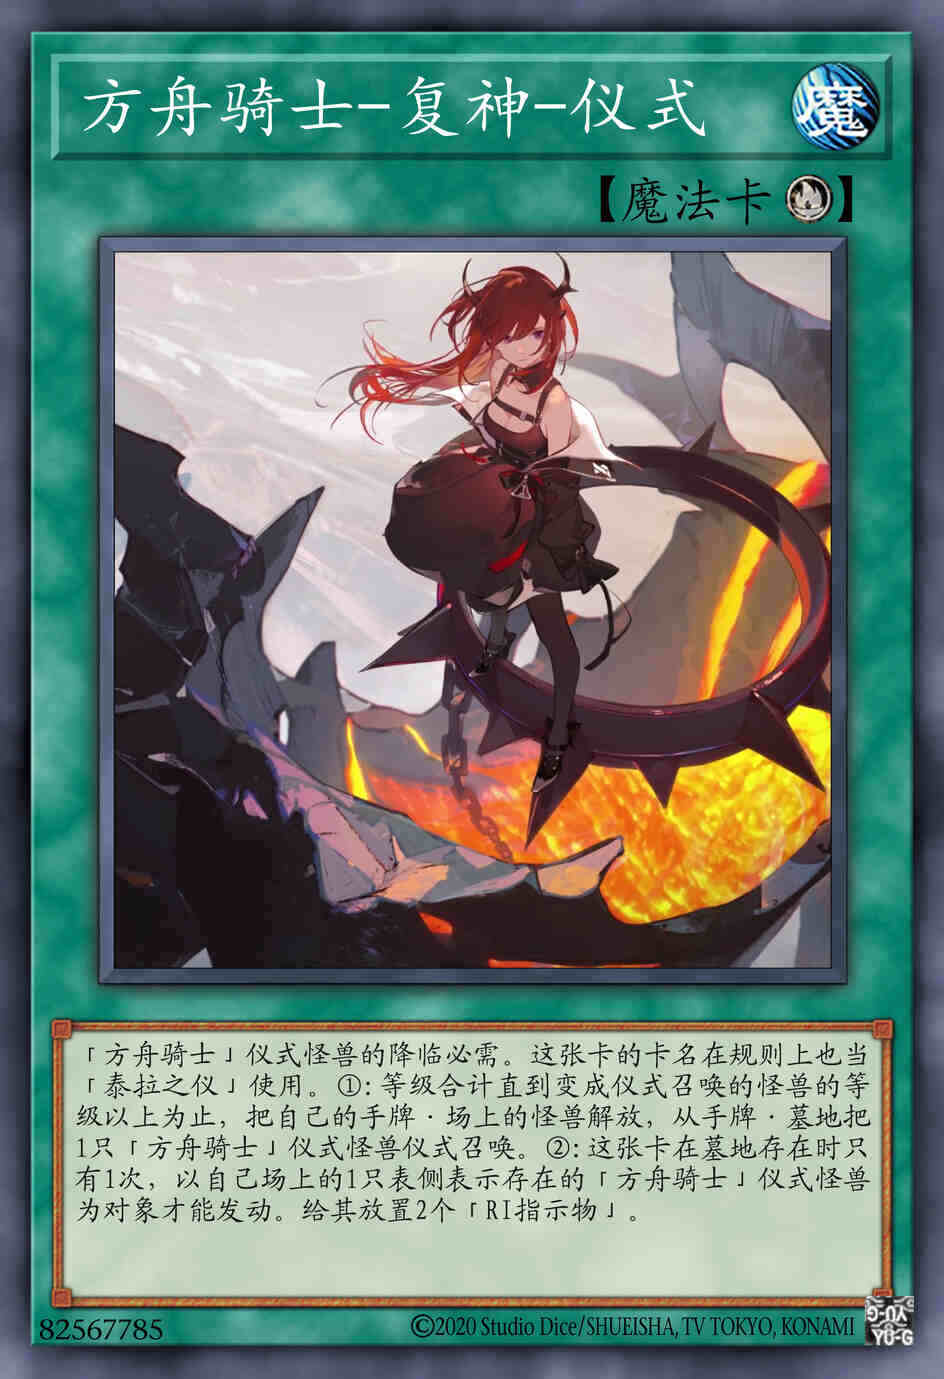 方舟骑士-复神-仪式
魔
【魔法卡】
「方舟骑士」仪式怪兽的降临必需。这张卡的卡名在规则上也当
「泰拉之仪」使用。①：等级合计直到变成仪式召唤的怪兽的等
级以上为止，把自己的手牌·场上的怪兽解放，从手牌·墓地把
1只「方舟骑士」仪式怪兽仪式召唤。②：这张卡在墓地存在时只
有1次，以自己场上的1只表侧表示存在的「方舟骑士」仪式怪兽
为对象才能发动。给其放置2个「RI指示物」。
82567785
©2020 Studio Dice/SHUEISHA, TV TOKYO, KONAMI